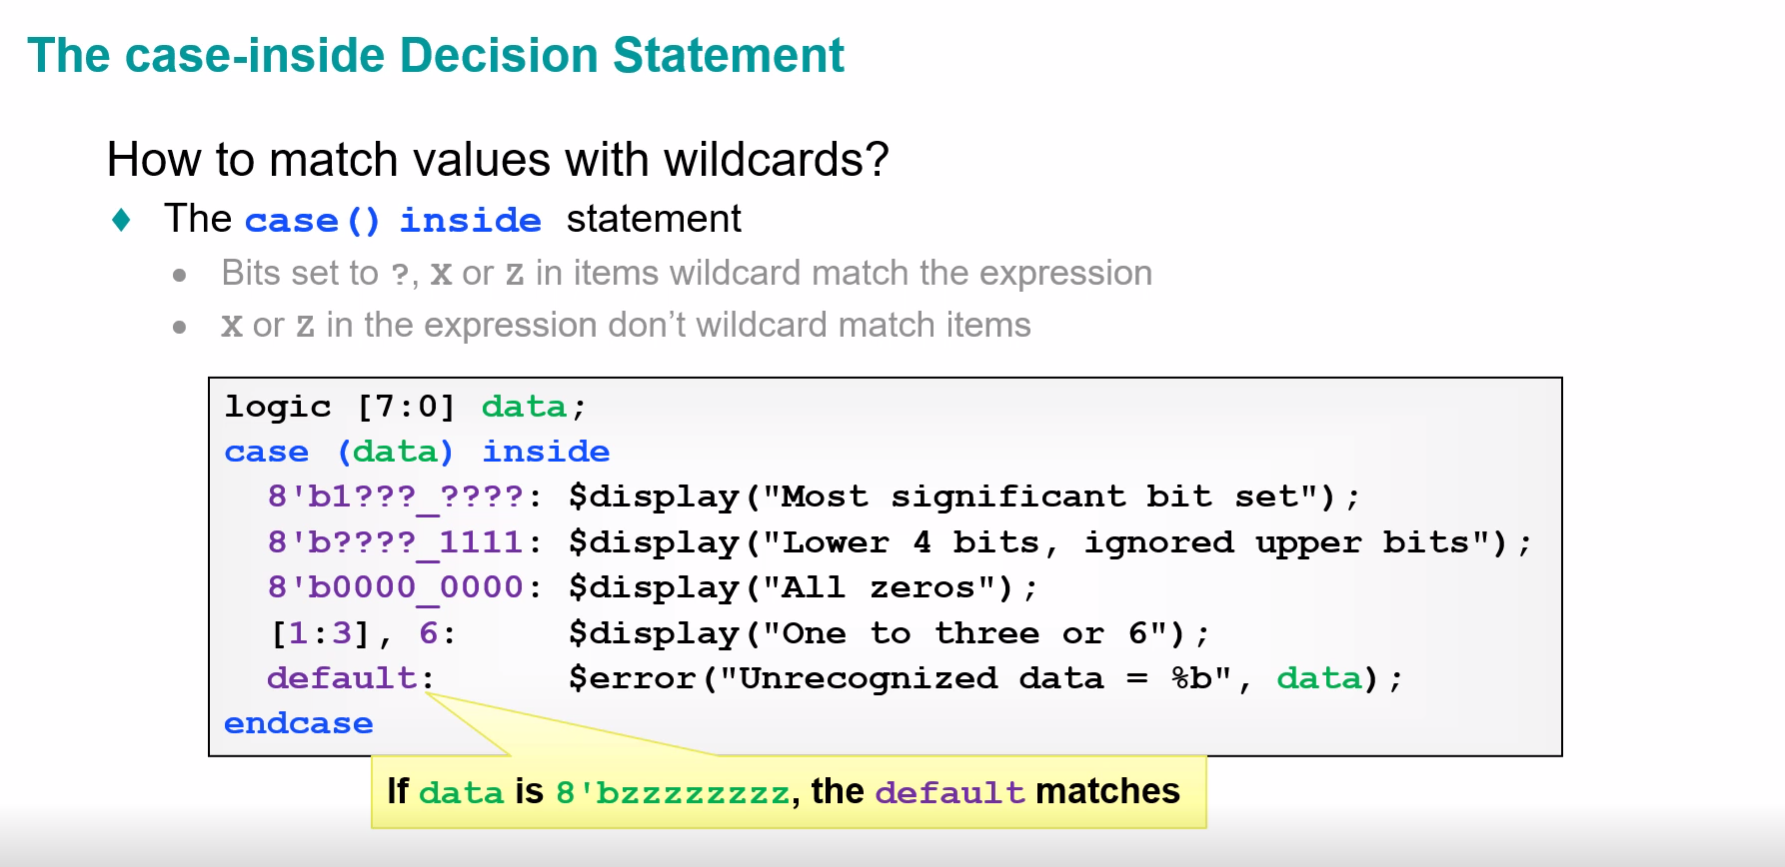 The case-inside Decision Statement
How to match values with wildcards?
♦ The case() inside statement
• Bits set to ?, X or Z in items wildcard match the expression
• X or Z in the expression don't wildcard match items
logic [7:0] data;
case (data) inside
8'b1???_????: $display("Most significant bit set");
8'b????_1111: $display("Lower 4 bits, ignored upper bits");
8'b0000_0000: $display("All zeros");
[1:3], 6: $display("One to three or 6");
default: $error("Unrecognized data = %b", data);
endcase
If data is 8'bzzzzzzzz, the default matches